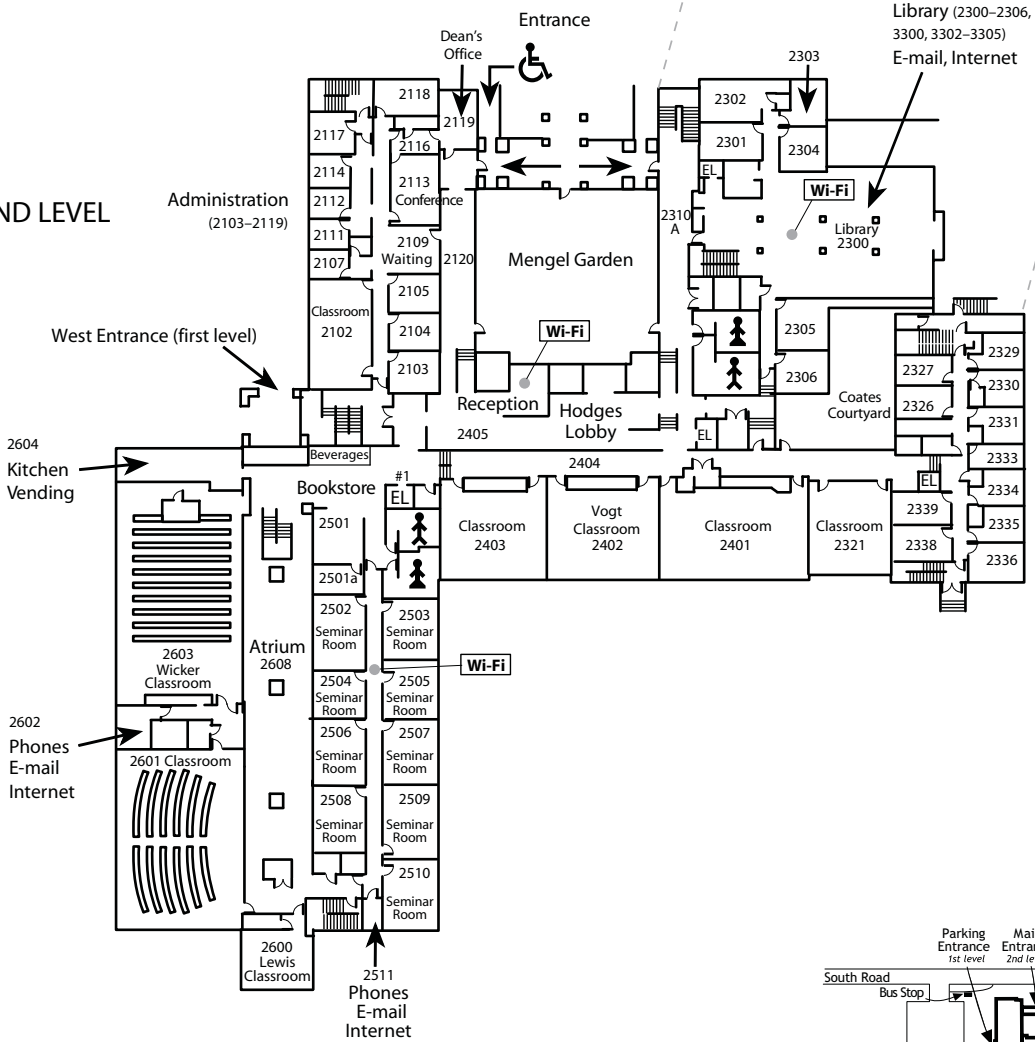 Entrance
Library (2300–2306,
3300, 3302–3305)
E-mail, Internet
Dean's
Office
2303
2118
2119
2117
2116
2302
2301
2304
2114
2113
Conference
2112
EL
Wi-Fi
Administration
(2103–2119)
ND LEVEL
2111
2109
Waiting
2107
2120
Mengel Garden
2310
A
Library
2300
2105
Classroom
2102
2104
2103
Wi-Fi
2305
2306
West Entrance (first level)
Reception
Hodges
Lobby
2405
EL
Coates
Courtyard
2327
2326
2329
2330
2331
2333
2334
2335
2336
EL
2339
2338
2604
Kitchen
Vending
Beverages
Bookstore
#1
EL
2404
Classroom
2403
Vogt
Classroom
2402
Classroom
2401
Classroom
2321
2501
2501a
2502
Seminar
Room
2503
Seminar
Room
Atrium
2608
2603
Wicker
Classroom
Wi-Fi
2504
Seminar
Room
2505
Seminar
Room
2602
Phones
E-mail
Internet
2601 Classroom
2506
Seminar
Room
2507
Seminar
Room
2508
Seminar
Room
2509
Seminar
Room
2510
Seminar
Room
2600
Lewis
Classroom
2511
Phones
E-mail
Internet
Parking
Entrance
1st level
Mai
Entra
2nd le
South Road
Bus Stop